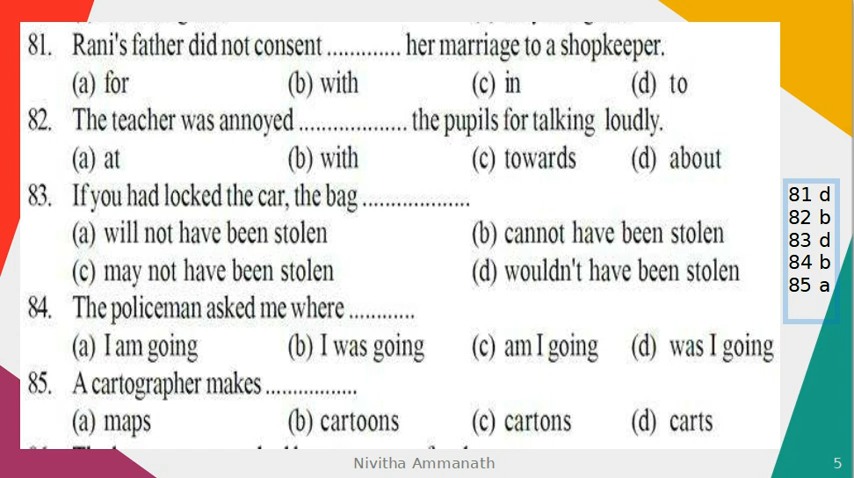 81. Rani's father did not consent ............. her marriage to a shopkeeper.
(a) for (b) with (c) in (d) to
82. The teacher was annoyed ................... the pupils for talking loudly.
(a) at (b) with (c) towards (d) about
83. If you had locked the car, the bag ...................
(a) will not have been stolen (b) cannot have been stolen
(c) may not have been stolen (d) wouldn't have been stolen
84. The policeman asked me where ............
(a) I am going (b) I was going (c) am I going (d) was I going
85. A cartographer makes .................
(a) maps (b) cartoons (c) cartons (d) carts
81 d
82 b
83 d
84 b
85 a
Nivitha Ammanath 5